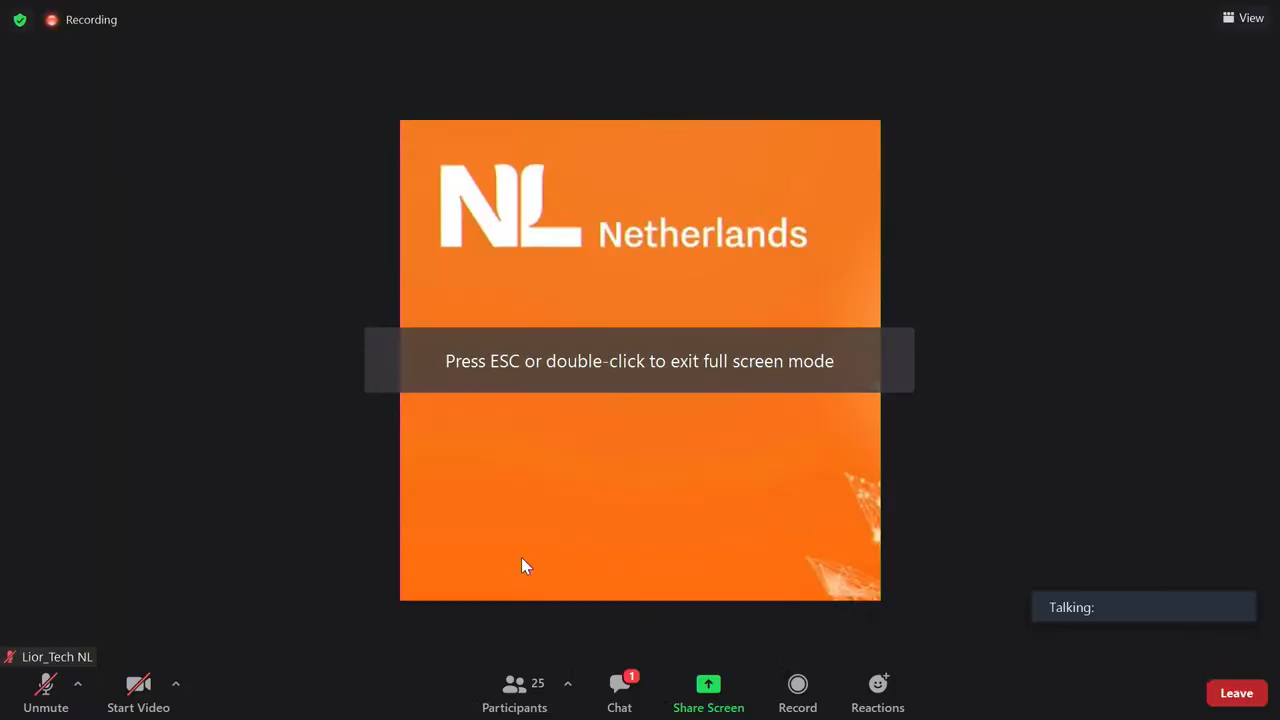 Recording
View
NL Netherlands
Press ESC or double-click to exit full screen mode
Talking:
Lior_Tech NL
Unmute
Start Video
25
Participants
1
Chat
Share Screen
Record
Reactions
Leave